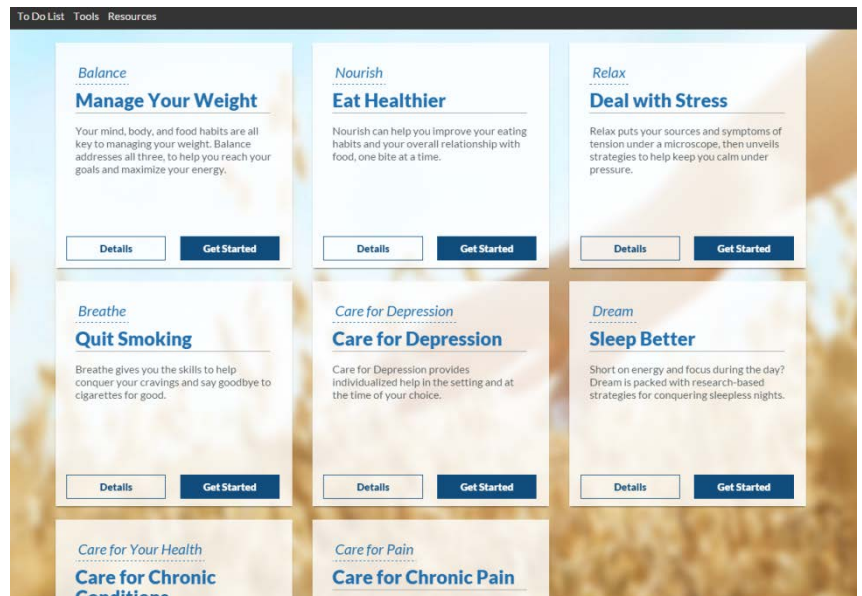 To Do List Tools Resources
Balance
Manage Your Weight
Your mind, body, and food habits are all
key to managing your weight. Balance
addresses all three, to help you reach your
goals and maximize your energy.
Details Get Started
Nourish
Eat Healthier
Nourish can help you improve your eating
habits and your overall relationship with
food, one bite at a time.
Details Get Started
Relax
Deal with Stress
Relax puts your sources and symptoms of
tension under a microscope, then unveils
strategies to help keep you calm under
pressure.
Details Get Started
Breathe
Quit Smoking
Breathe gives you the skills to help
conquer your cravings and say goodbye to
cigarettes for good.
Details Get Started
Care for Depression
Care for Depression
Care for Depression provides
individualized help in the setting and at
the time of your choice.
Details Get Started
Dream
Sleep Better
Short on energy and focus during the day?
Dream is packed with research-based
strategies for conquering sleepless nights.
Details Get Started
Care for Your Health
Care for Chronic
Conditions
Care for Pain
Care for Chronic Pain